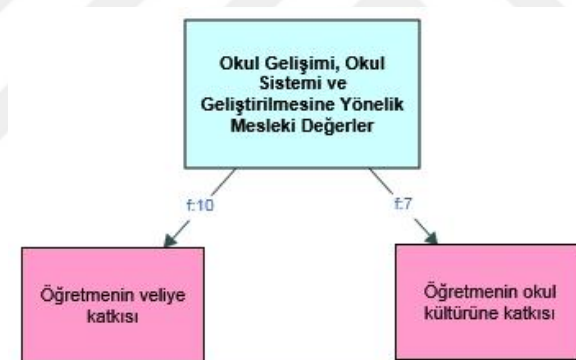 Okul Gelişimi, Okul
Sistemi ve
Geliştirilmesine Yönelik
Mesleki Değerler
f:10
f:7
Öğretmenin veliye
katkısı
Öğretmenin okul
kültürüne katkısı